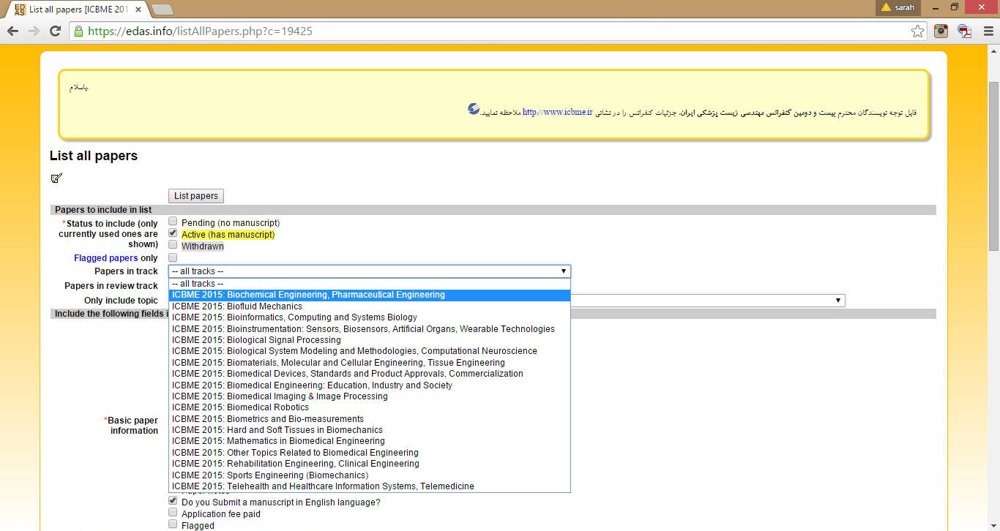 EDAS List all papers [ICBME 201
sarah
https://edas.info/listAllPapers.php?c=19425
باسلام.
قابل توجه نویسندگان محترم بیست و دومین کنفرانس مهندسی زیست پزشکی ایران، جزئیات کنفرانس را در نشانی http://www.icbme.ir ملاحظه نمایید.
List all papers
List papers
Papers to include in list
*Status to include (only currently used ones are shown)
Pending (no manuscript)
Active (has manuscript)
Withdrawn
Flagged papers only
Papers in track -- all tracks --
Papers in review track -- all tracks --
Only include topic
ICBME 2015: Biochemical Engineering, Pharmaceutical Engineering
ICBME 2015: Biofluid Mechanics
Include the following fields i
ICBME 2015: Bioinformatics, Computing and Systems Biology
ICBME 2015: Bioinstrumentation: Sensors, Biosensors, Artificial Organs, Wearable Technologies
ICBME 2015: Biological Signal Processing
ICBME 2015: Biological System Modeling and Methodologies, Computational Neuroscience
ICBME 2015: Biomaterials, Molecular and Cellular Engineering, Tissue Engineering
ICBME 2015: Biomedical Devices, Standards and Product Approvals, Commercialization
ICBME 2015: Biomedical Engineering: Education, Industry and Society
ICBME 2015: Biomedical Imaging & Image Processing
ICBME 2015: Biomedical Robotics
*Basic paper information
ICBME 2015: Biometrics and Bio-measurements
ICBME 2015: Hard and Soft Tissues in Biomechanics
ICBME 2015: Mathematics in Biomedical Engineering
ICBME 2015: Other Topics Related to Biomedical Engineering
ICBME 2015: Rehabilitation Engineering, Clinical Engineering
ICBME 2015: Sports Engineering (Biomechanics)
ICBME 2015: Telehealth and Healthcare Information Systems, Telemedicine
Do you Submit a manuscript in English language?
Application fee paid
Flagged